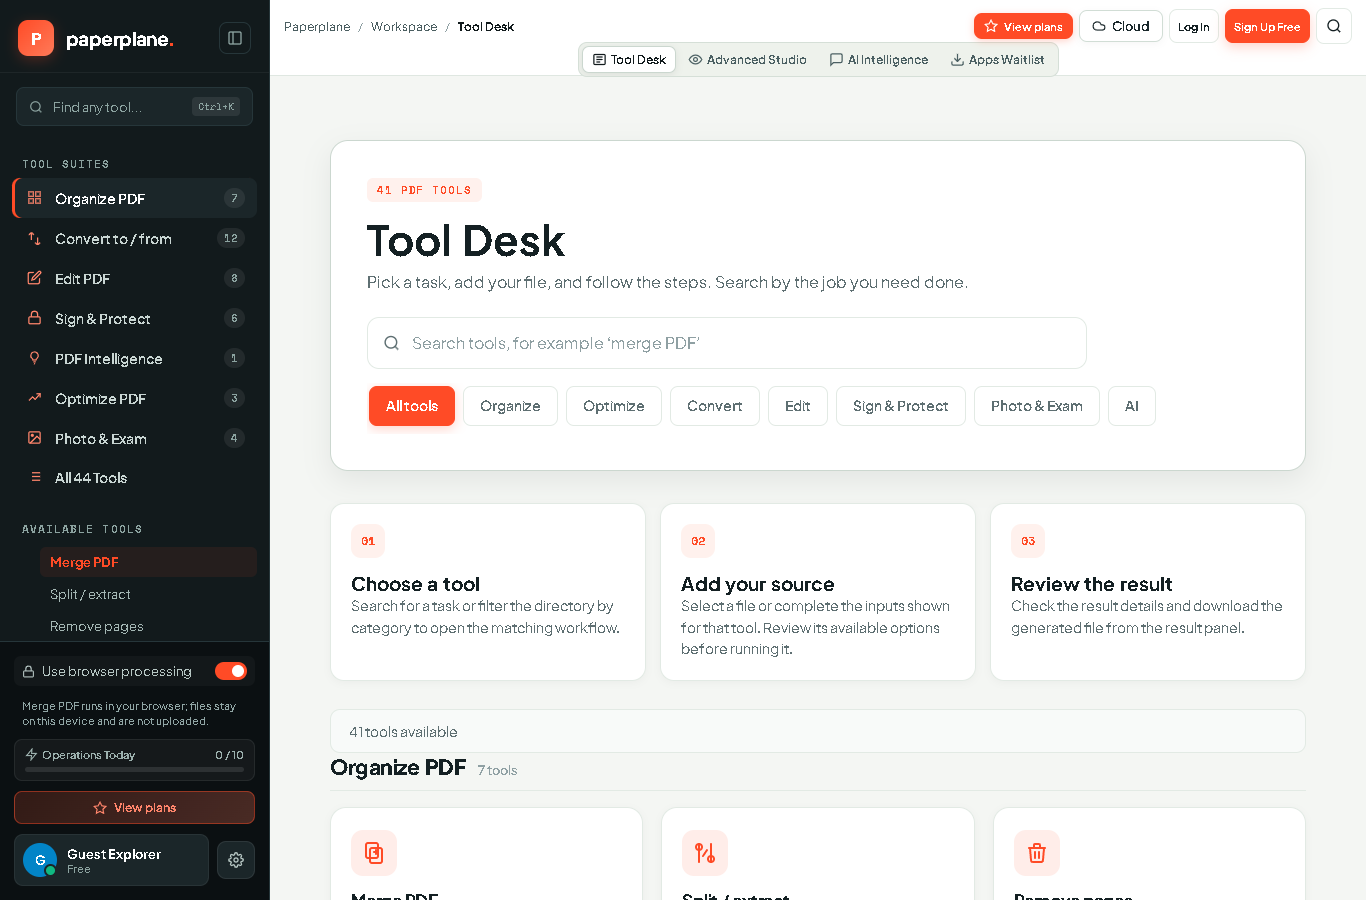 P
paperplane.
Find any tool...
Ctrl+K
TOOL SUITES
Organize PDF
7
Convert to / from
12
Edit PDF
8
Sign & Protect
6
PDF Intelligence
1
Optimize PDF
3
Photo & Exam
4
All 44 Tools
AVAILABLE TOOLS
Merge PDF
Split / extract
Remove pages
Use browser processing
Merge PDF runs in your browser; files stay
on this device and are not uploaded.
Operations Today
0 / 10
View plans
G
Guest Explorer
Free
Paperplane / Workspace / Tool Desk
View plans
Cloud
Log In
Sign Up Free
Tool Desk
Advanced Studio
AI Intelligence
Apps Waitlist
41 PDF TOOLS
Tool Desk
Pick a task, add your file, and follow the steps. Search by the job you need done.
Search tools, for example ‘merge PDF’
All tools
Organize
Optimize
Convert
Edit
Sign & Protect
Photo & Exam
AI
01
Choose a tool
Search for a task or filter the directory by
category to open the matching workflow.
02
Add your source
Select a file or complete the inputs shown
for that tool. Review its available options
before running it.
03
Review the result
Check the result details and download the
generated file from the result panel.
41 tools available
Organize PDF
7 tools
Merge PDF
Split / extract
Remove pages